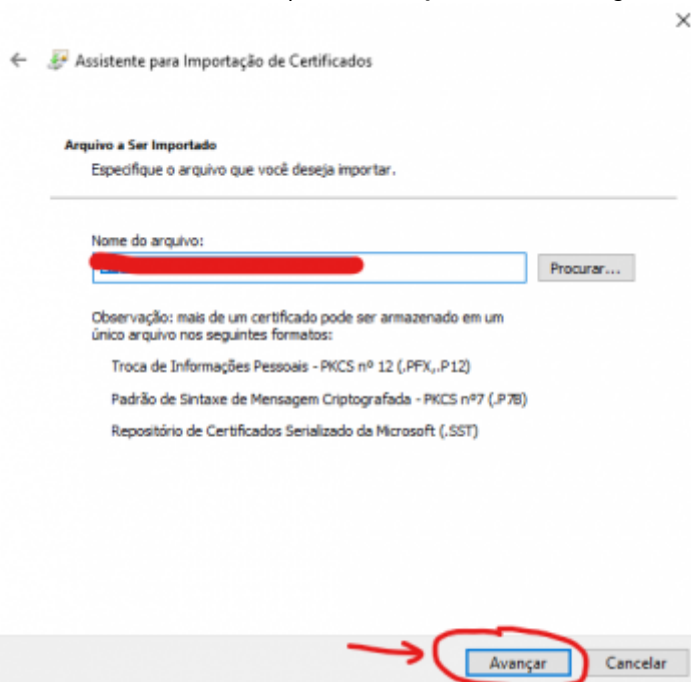 Assistente para Importação de Certificados
Arquivo a Ser Importado
Especifique o arquivo que você deseja importar.
Nome do arquivo:
Procurar...
Observação: mais de um certificado pode ser armazenado em um
único arquivo nos seguintes formatos:
Troca de Informações Pessoais - PKCS nº 12 (.PFX,.P12)
Padrão de Sintaxe de Mensagem Criptografada - PKCS nº7 (.P7B)
Repositório de Certificados Serializado da Microsoft (.SST)
Avançar
Cancelar